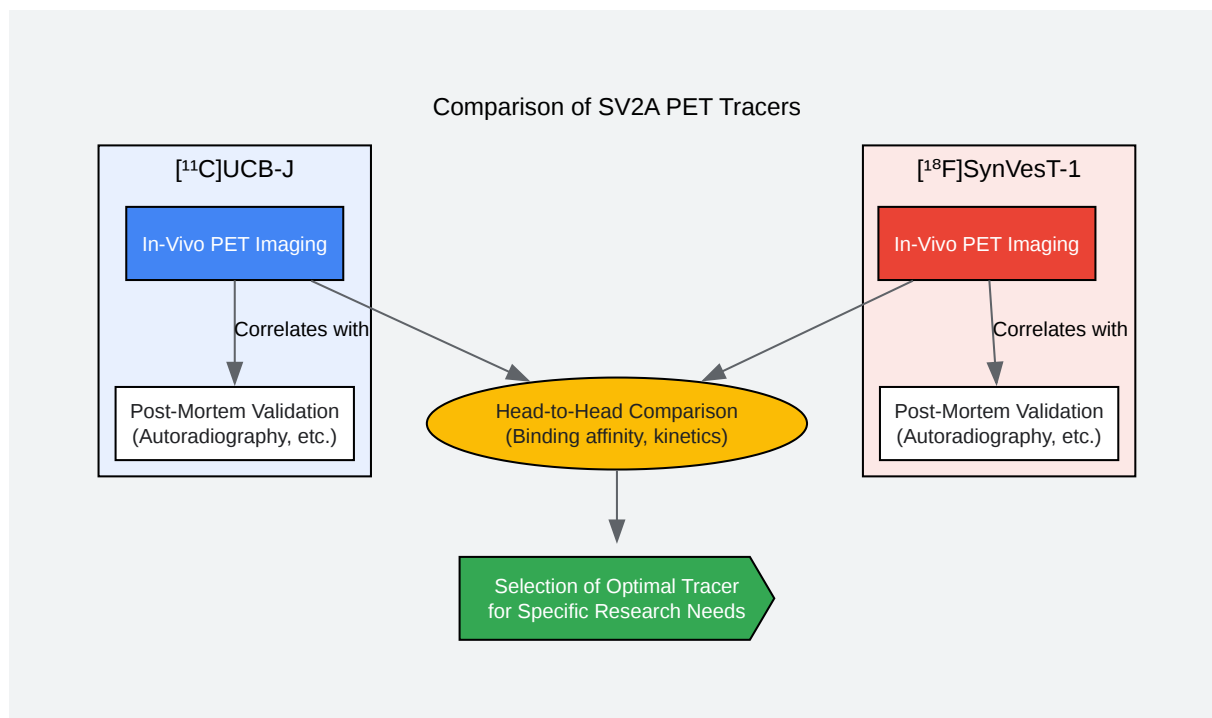 Comparison of SV2A PET Tracers
[¹¹C]UCB-J
In-Vivo PET Imaging
Correlates with
Post-Mortem Validation
(Autoradiography, etc.)
[¹⁸F]SynVesT-1
In-Vivo PET Imaging
Correlates with
Post-Mortem Validation
(Autoradiography, etc.)
Head-to-Head Comparison
(Binding affinity, kinetics)
Selection of Optimal Tracer
for Specific Research Needs